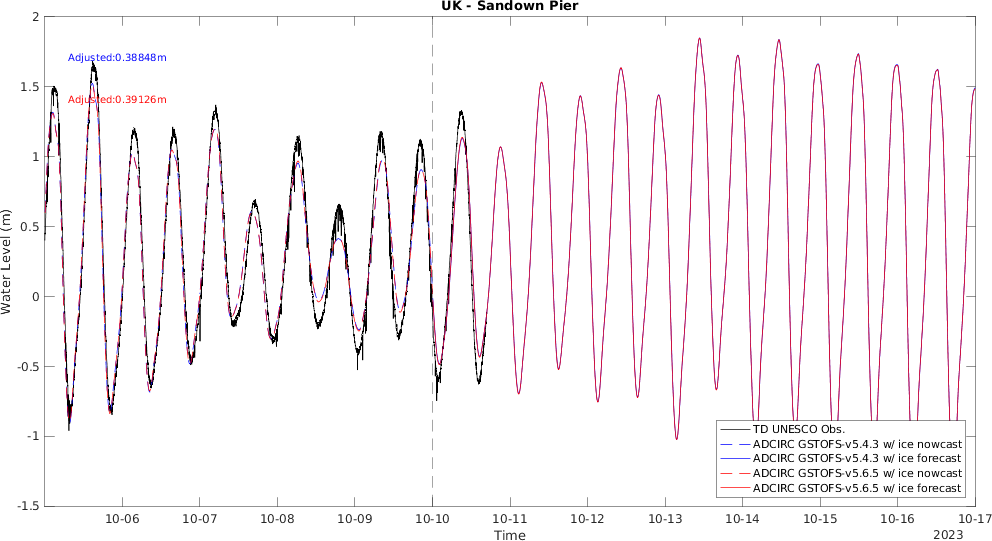 UK - Sandown Pier
Adjusted:0.38848m
Adjusted:0.39126m
Water Level (m)
2
1.5
1
0.5
0
-0.5
-1
-1.5
TD UNESCO Obs.
ADCIRC GSTOFS-v5.4.3 w/ ice nowcast
ADCIRC GSTOFS-v5.4.3 w/ ice forecast
ADCIRC GSTOFS-v5.6.5 w/ ice nowcast
ADCIRC GSTOFS-v5.6.5 w/ ice forecast
10-06 10-07 10-08 10-09 10-10 10-11 10-12 10-13 10-14 10-15 10-16 10-17
Time
2023